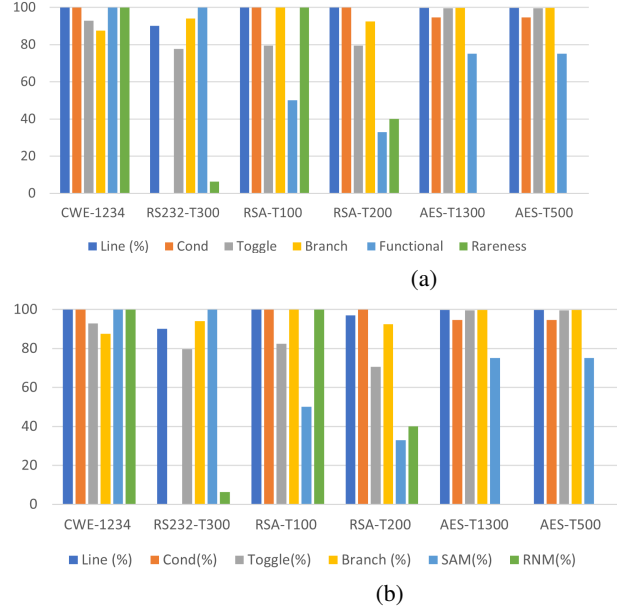 100
80
60
40
20
0
CWE-1234 RS232-T300 RSA-T100 RSA-T200 AES-T1300 AES-T500
Line (%) Cond Toggle Branch Functional Rareness
(a)
100
80
60
40
20
0
CWE-1234 RS232-T300 RSA-T100 RSA-T200 AES-T1300 AES-T500
Line (%) Cond(%) Toggle(%) Branch (%) SAM(%) RNM(%)
(b)